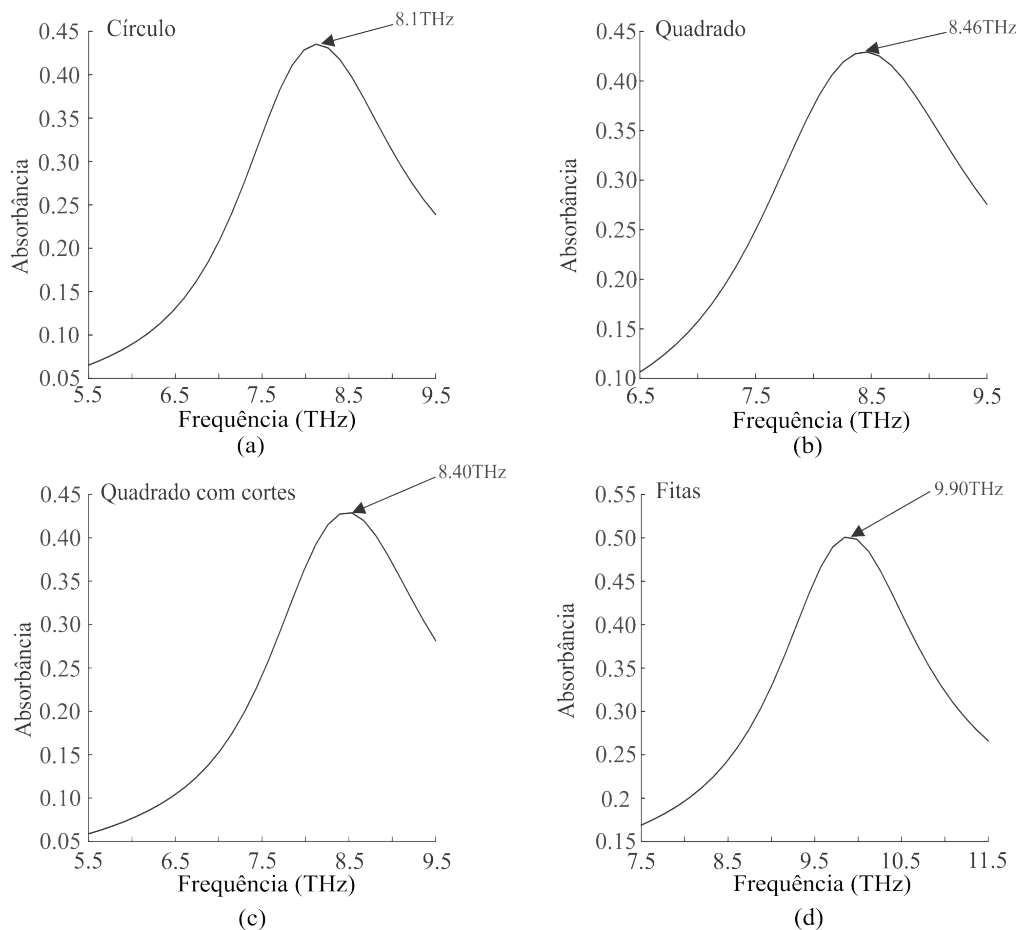 Círculo
8.1THz
0.45
0.40
0.35
0.30
0.25
0.20
0.15
0.10
0.05
Absorbância
5.5 6.5 7.5 8.5 9.5
Frequência (THz)
(a)
Quadrado
8.46THz
0.45
0.40
0.35
0.30
0.25
0.20
0.15
0.10
Absorbância
6.5 7.5 8.5 9.5
Frequência (THz)
(b)
Quadrado com cortes
8.40THz
0.45
0.40
0.35
0.30
0.25
0.20
0.15
0.10
0.05
Absorbância
5.5 6.5 7.5 8.5 9.5
Frequência (THz)
(c)
Fitas
9.90THz
0.55
0.50
0.45
0.40
0.35
0.30
0.25
0.2
0.15
Absorbância
7.5 8.5 9.5 10.5 11.5
Frequência (THz)
(d)